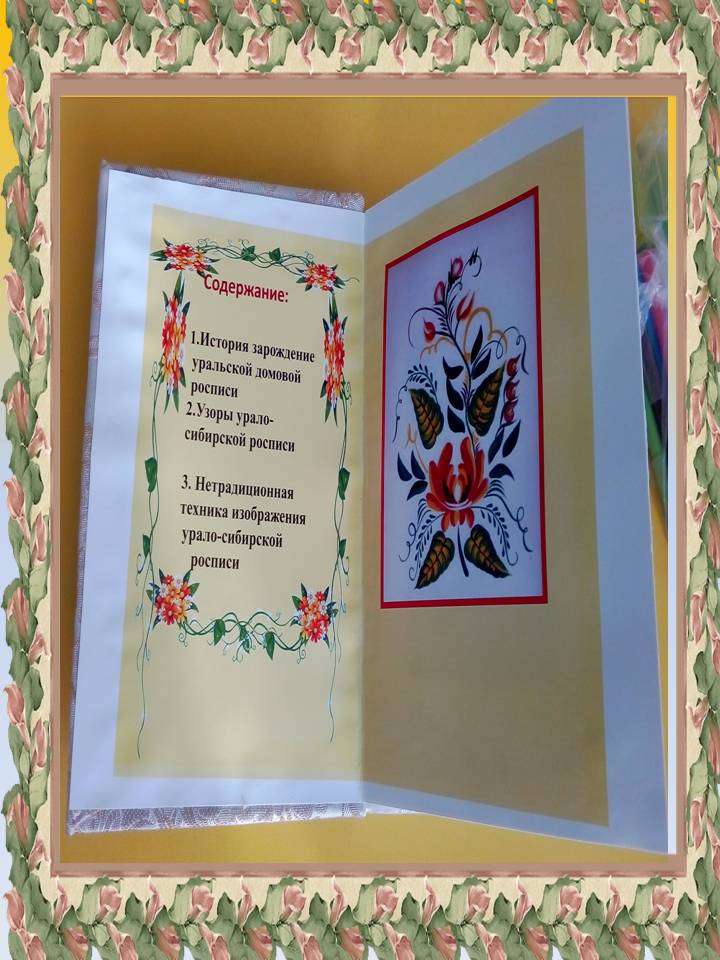 Содержание:
1.История зарождение
уральской домовой
росписи
2.Узоры урало-
сибирской росписи
3. Нетрадиционная
техника изображения
урало-сибирской
росписи